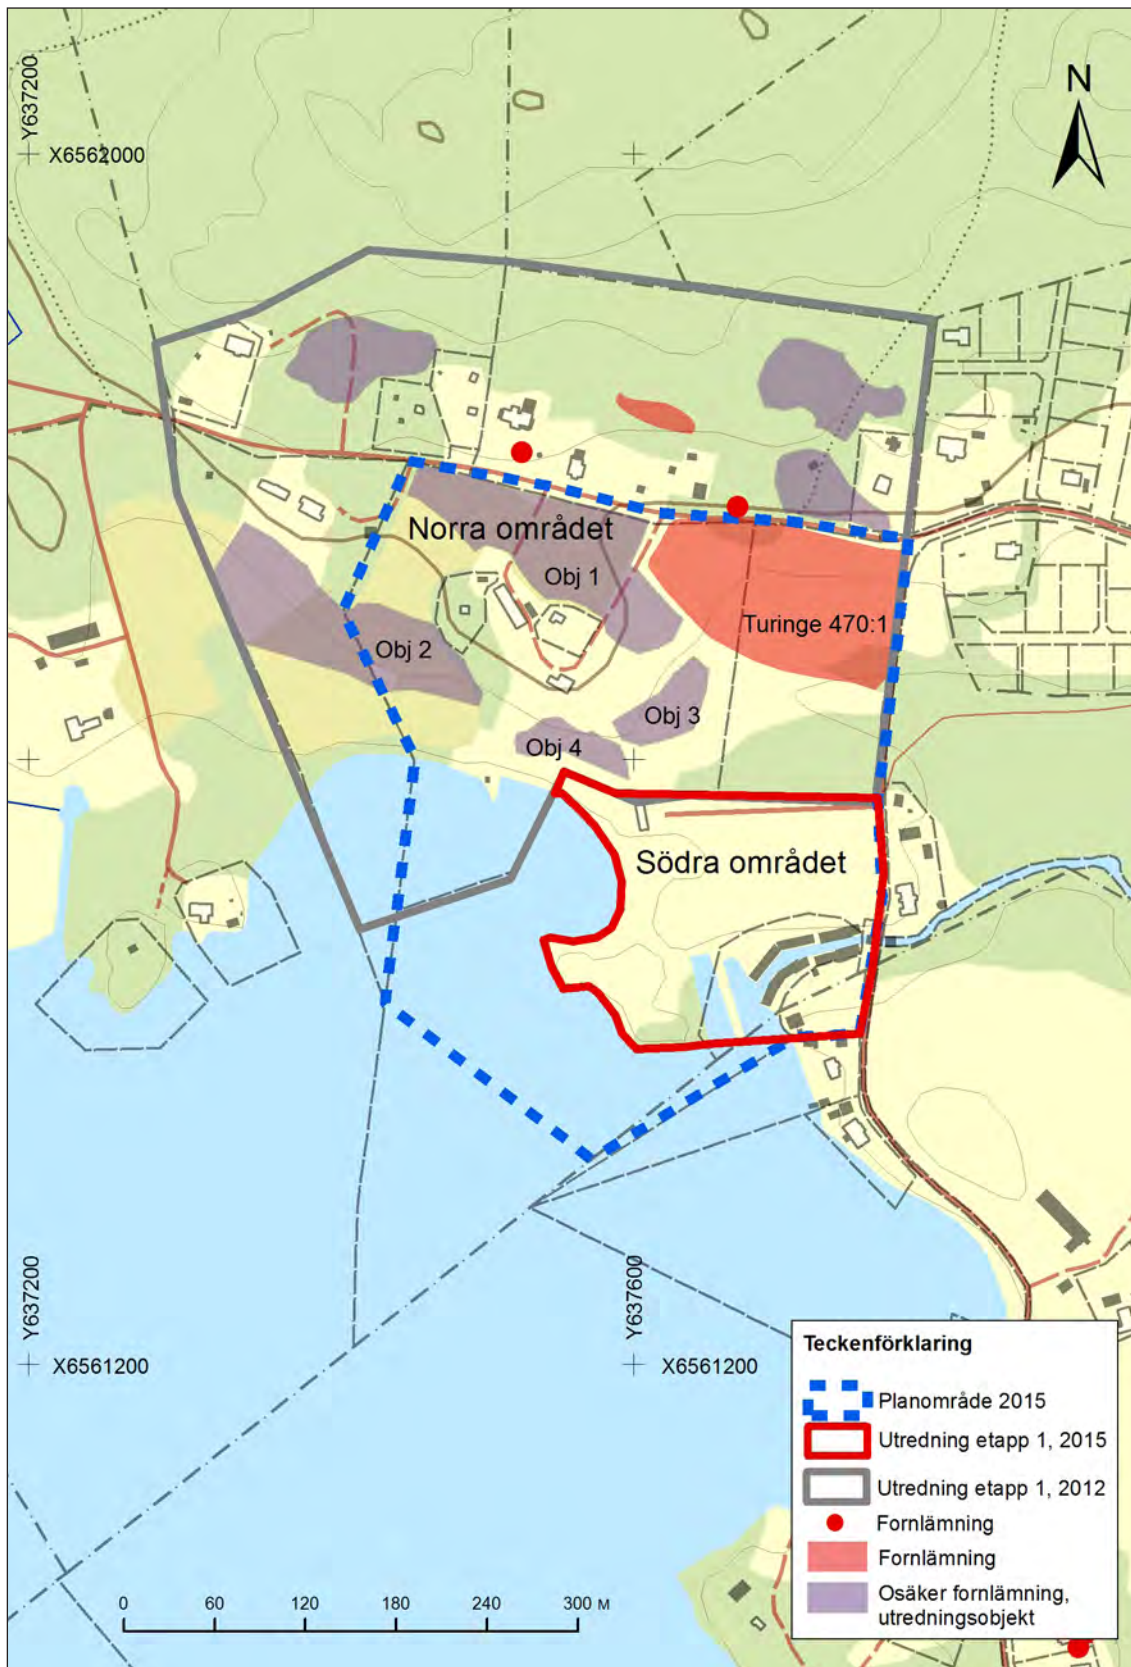 N
Y637200
X6562000
Norra området
Obj 1
Turinge 470:1
Obj 2
Obj 3
Obj 4
Södra området
Y637200
Y637600
X6561200
X6561200
Teckenförklaring
Planområde 2015
Utredning etapp 1, 2015
Utredning etapp 1, 2012
Fornlämning
Fornlämning
Osäker fornlämning,
utredningsobjekt
0 60 120 180 240 300 M